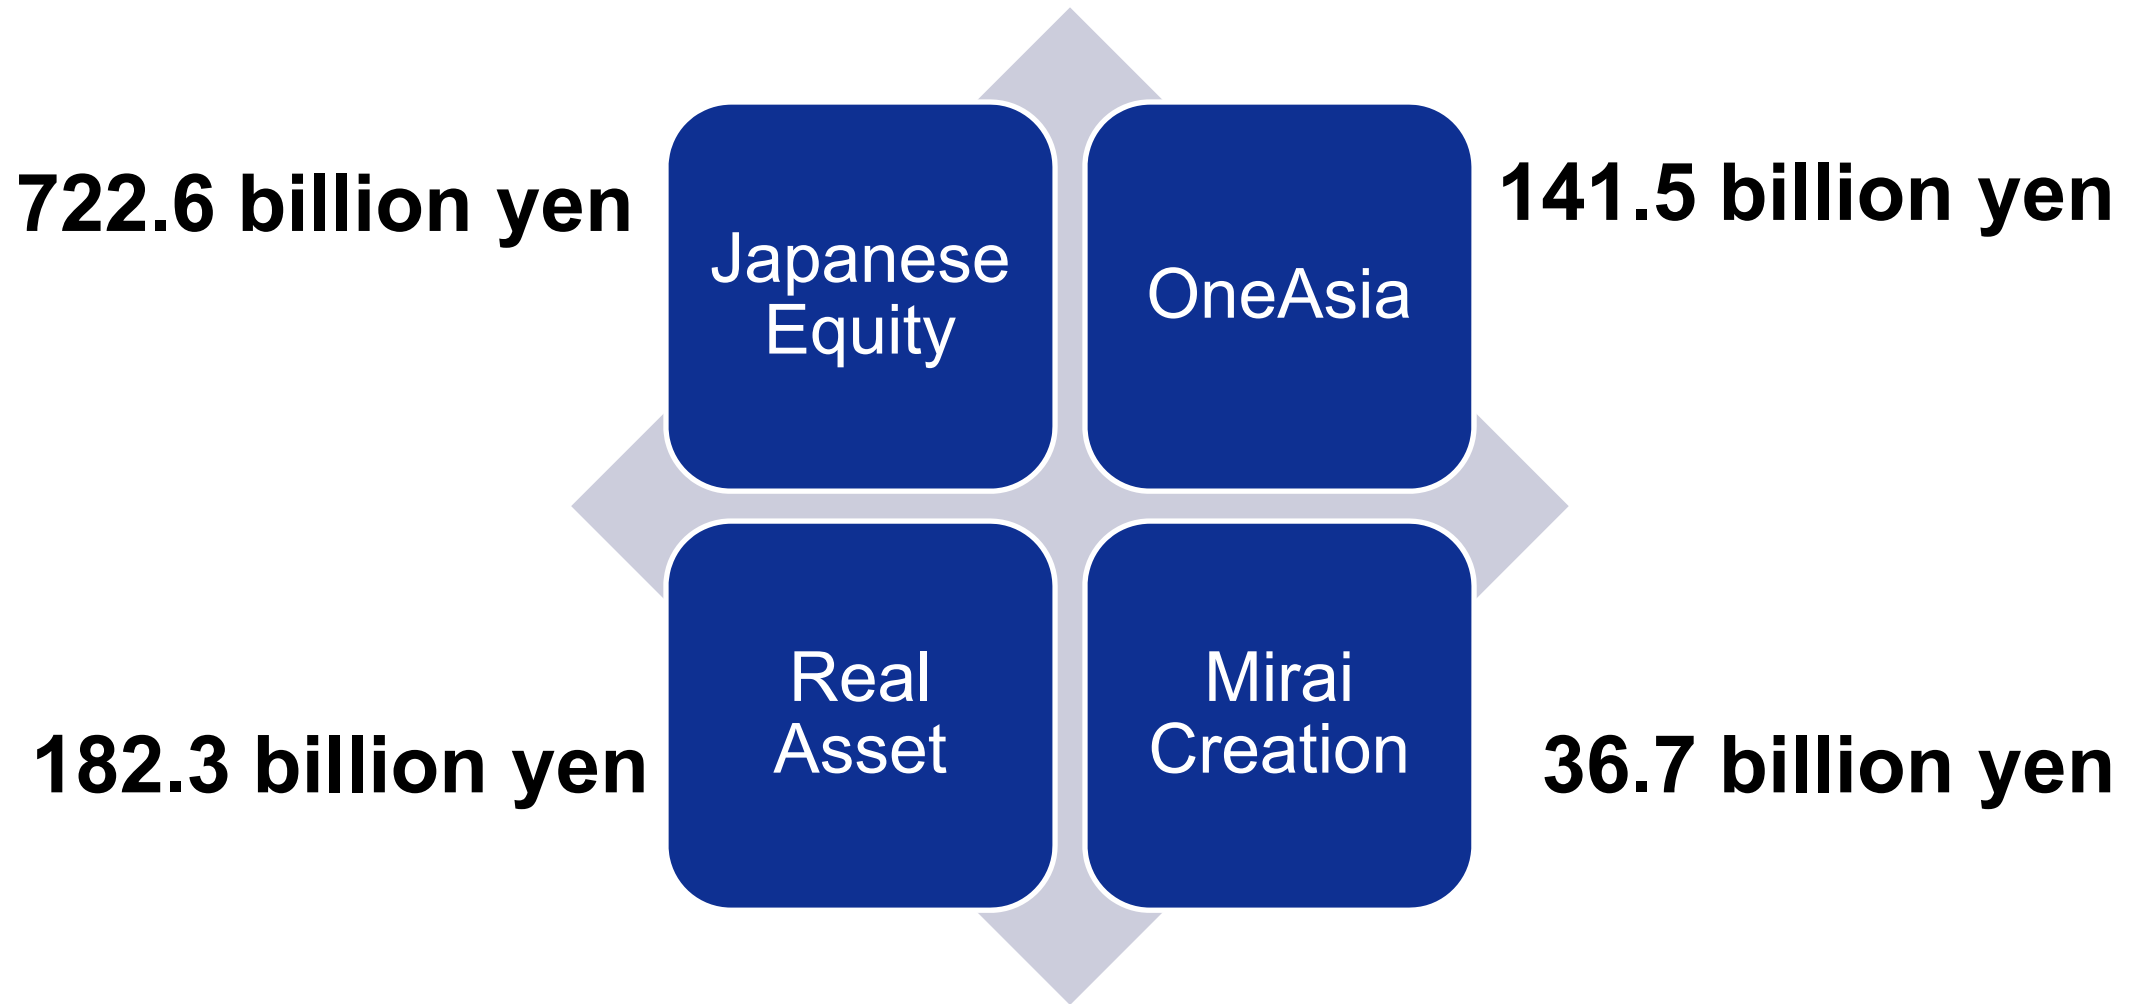 722.6 billion yen
Japanese
Equity
OneAsia
141.5 billion yen
182.3 billion yen
Real
Asset
Mirai
Creation
36.7 billion yen